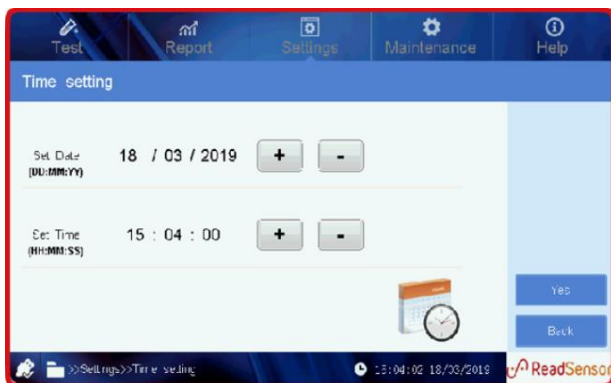 Test Report Settings Maintenance Help
Time setting
Set Date 18 / 03 / 2019 + -
(DD:MM:YY)
Set Time 15 : 04 : 00 + -
(HH:MM:SS)
Yes
Back
>>Settings>>Time setting 15:04:02 18/03/2019 ReadSensor